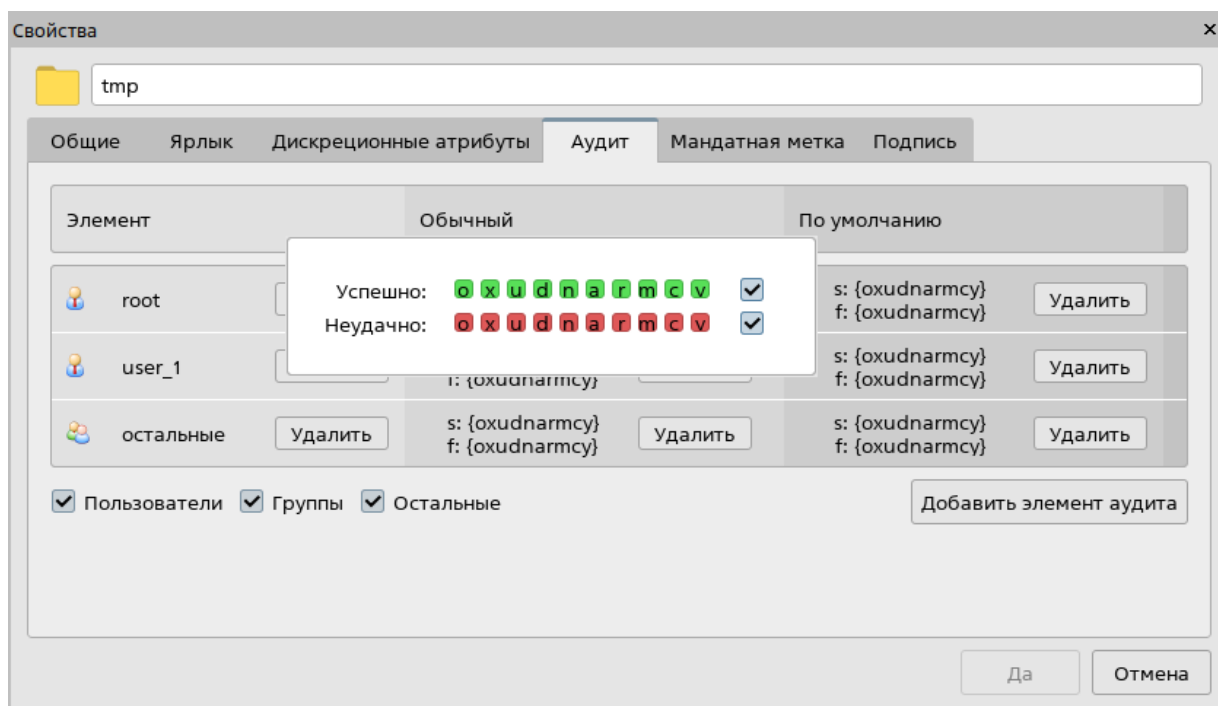 Свойства
tmp
Общие Ярлык Дискреционные атрибуты Аудит Мандатная метка Подпись
Элемент Обычный По умолчанию
Успешно: o x u d n a r m c y
Неудачно: o x u d n a r m c y
root s: {oxudnarmcy} Удалить
f: {oxudnarmcy}
user_1 s: {oxudnarmcy} Удалить
f: {oxudnarmcy} f: {oxudnarmcy}
остальные Удалить s: {oxudnarmcy} Удалить s: {oxudnarmcy} Удалить
f: {oxudnarmcy} f: {oxudnarmcy}
Пользователи Группы Остальные Добавить элемент аудита
Да Отмена